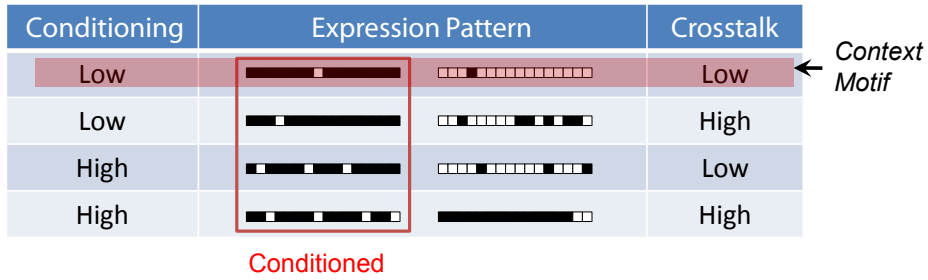 Conditioning Expression Pattern Crosstalk
Low Low
Context
Motif
Low High
High Low
High High
Conditioned